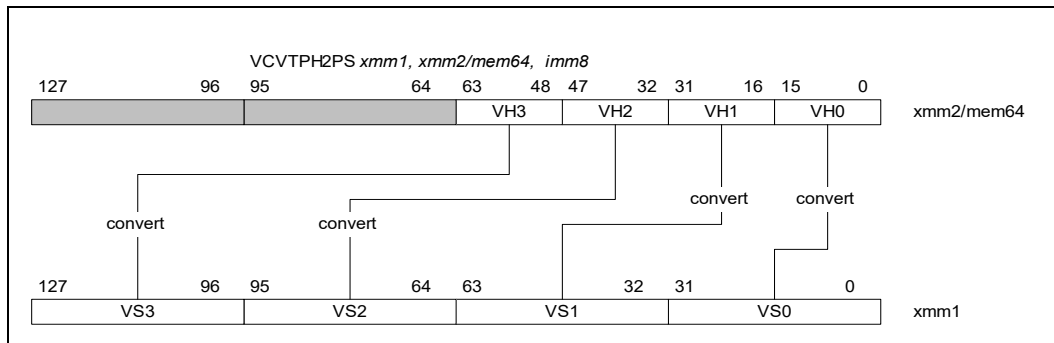 VCVTPH2PS xmm1, xmm2/mem64, imm8
127 96 95 64 63 48 47 32 31 16 15 0
VH3 VH2 VH1 VH0 xmm2/mem64
convert convert convert convert
127 96 95 64 63 32 31 0
VS3 VS2 VS1 VS0 xmm1